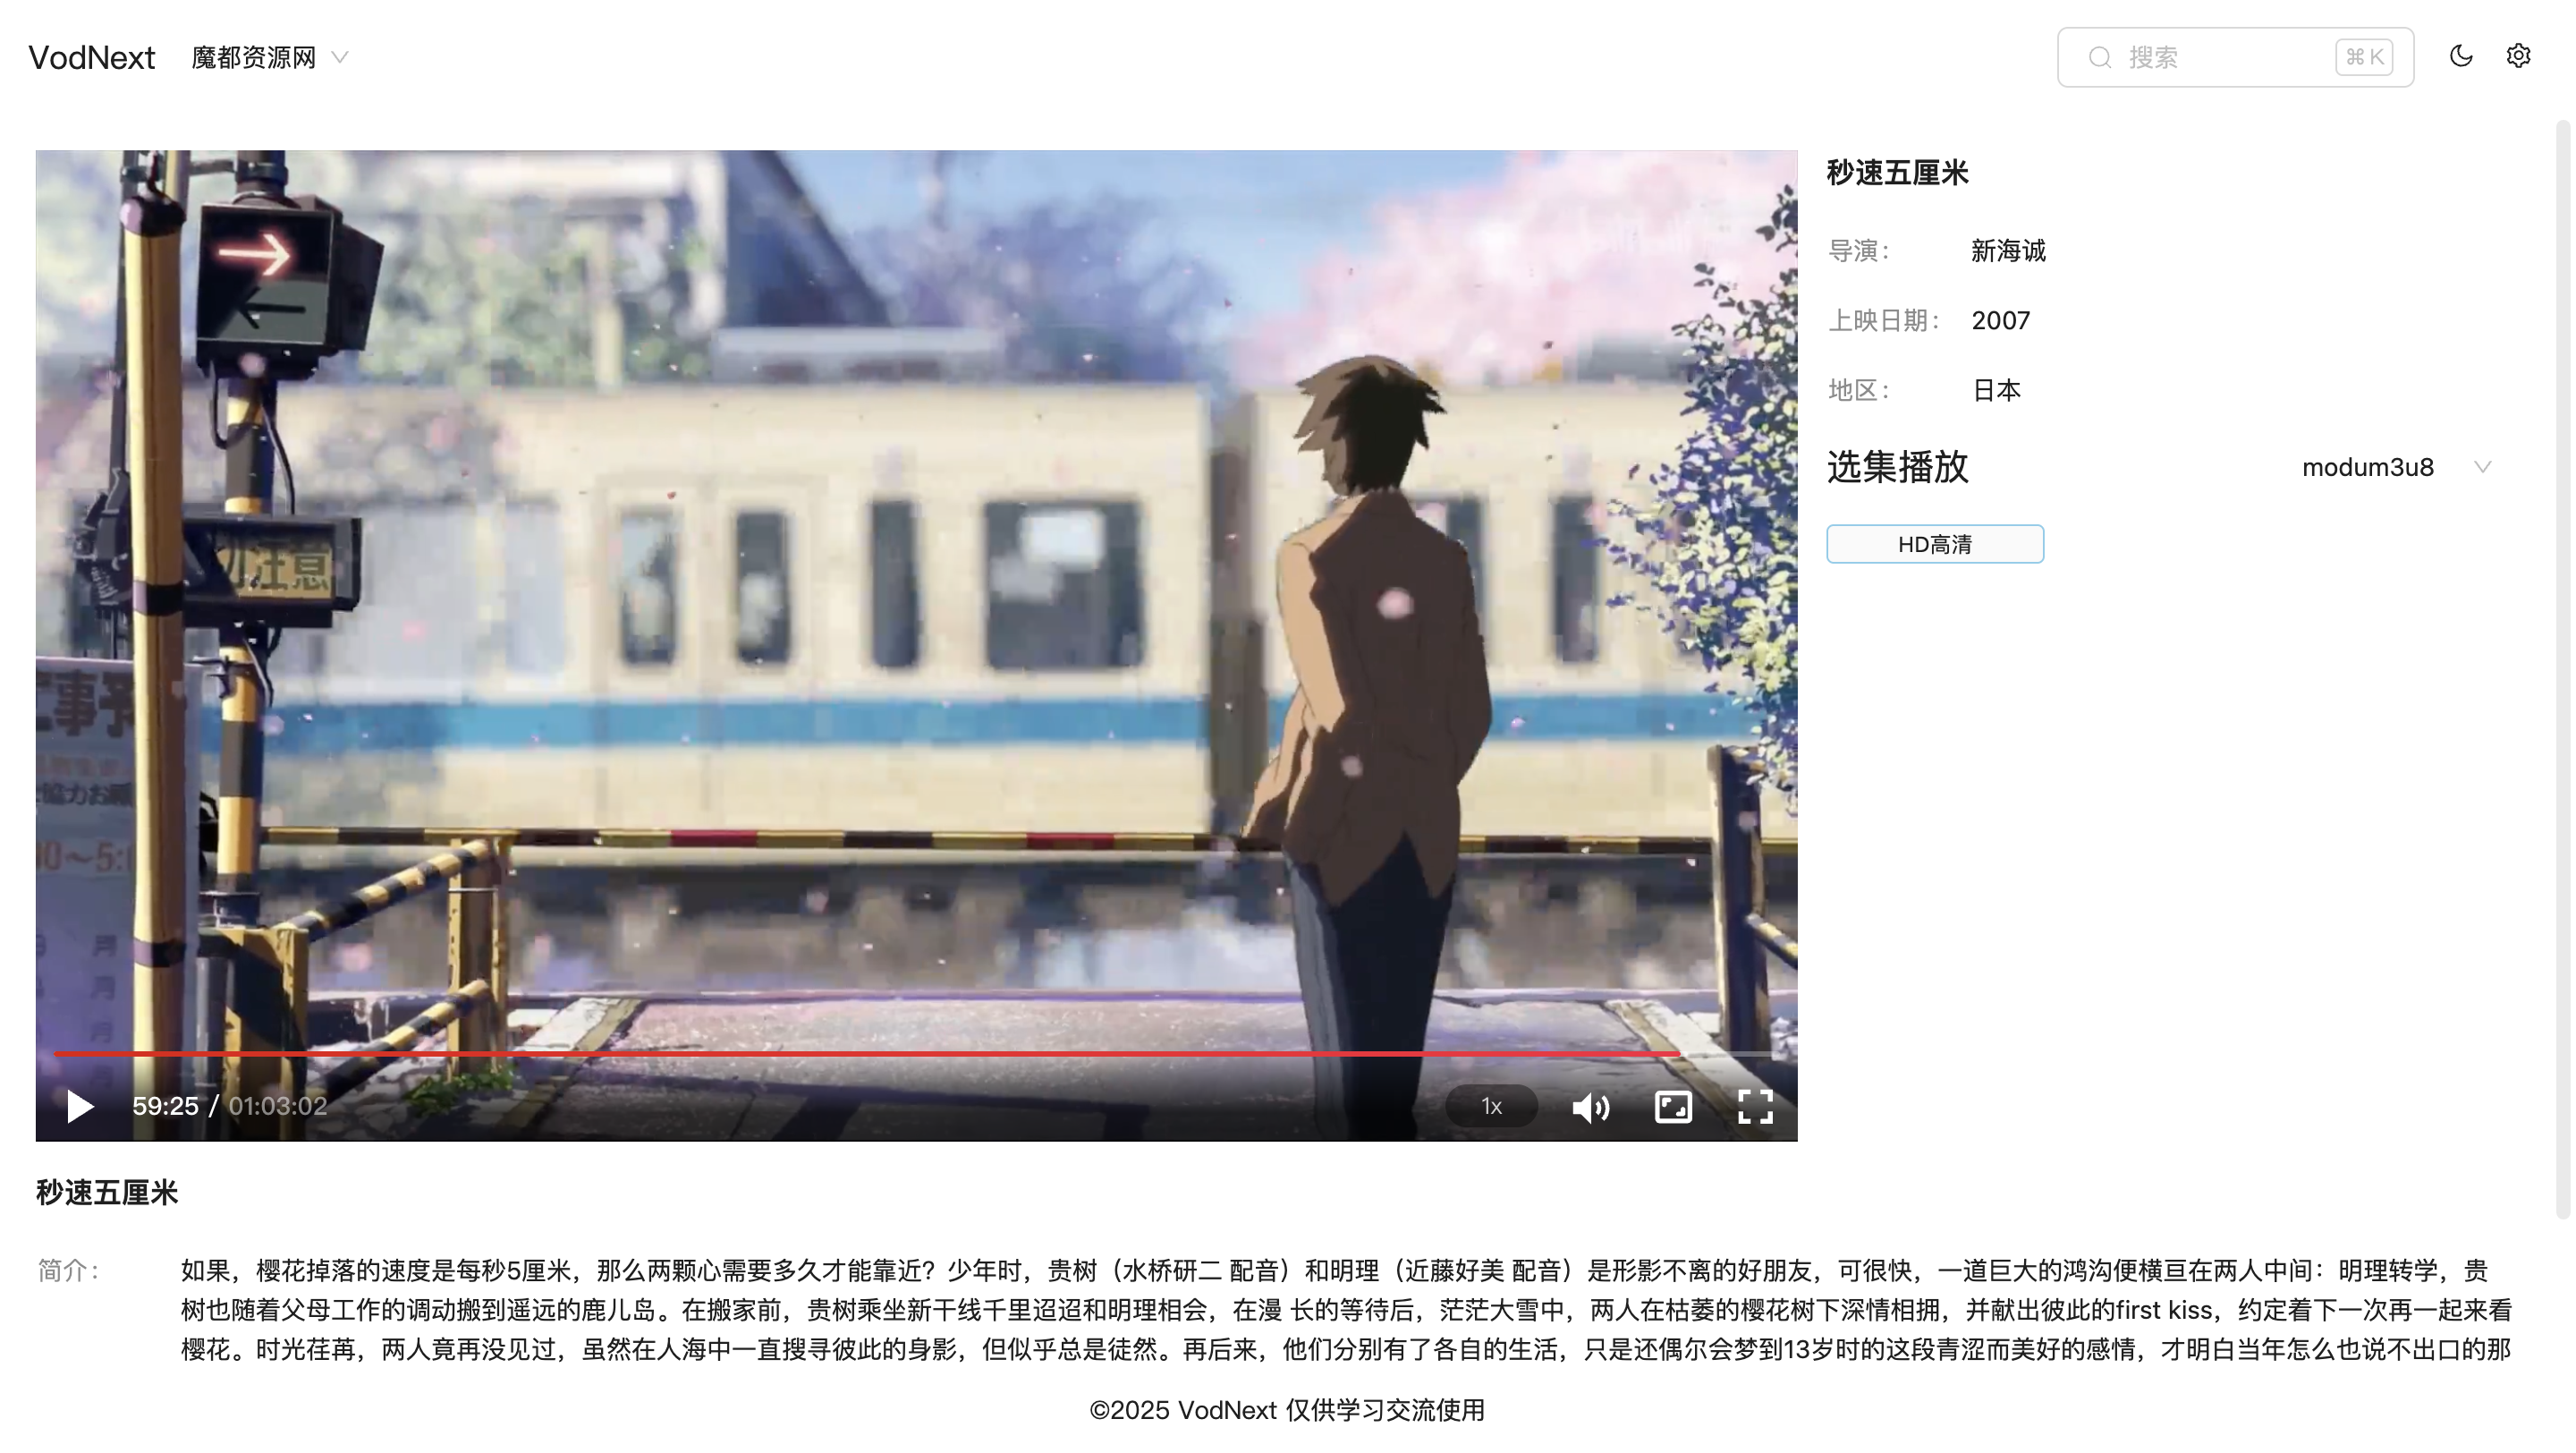 VodNext 魔都资源网
搜索 ⌘ K
秒速五厘米
导演： 新海诚
上映日期： 2007
地区： 日本
选集播放 modum3u8
HD高清
注意
工事予
協力お願
月
月
月
59:25 / 01:03:02
1x
秒速五厘米
简介： 如果，樱花掉落的速度是每秒5厘米，那么两颗心需要多久才能靠近？少年时，贵树（水桥研二 配音）和明理（近藤好美 配音）是形影不离的好朋友，可很快，一道巨大的鸿沟便横亘在两人中间：明理转学，贵
树也随着父母工作的调动搬到遥远的鹿儿岛。在搬家前，贵树乘坐新干线千里迢迢和明理相会，在漫 长的等待后，茫茫大雪中，两人在枯萎的樱花树下深情相拥，并献出彼此的first kiss，约定着下一次再一起来看
樱花。时光荏苒，两人竟再没见过，虽然在人海中一直搜寻彼此的身影，但似乎总是徒然。再后来，他们分别有了各自的生活，只是还偶尔会梦到13岁时的这段青涩而美好的感情，才明白当年怎么也说不出口的那
©2025 VodNext 仅供学习交流使用